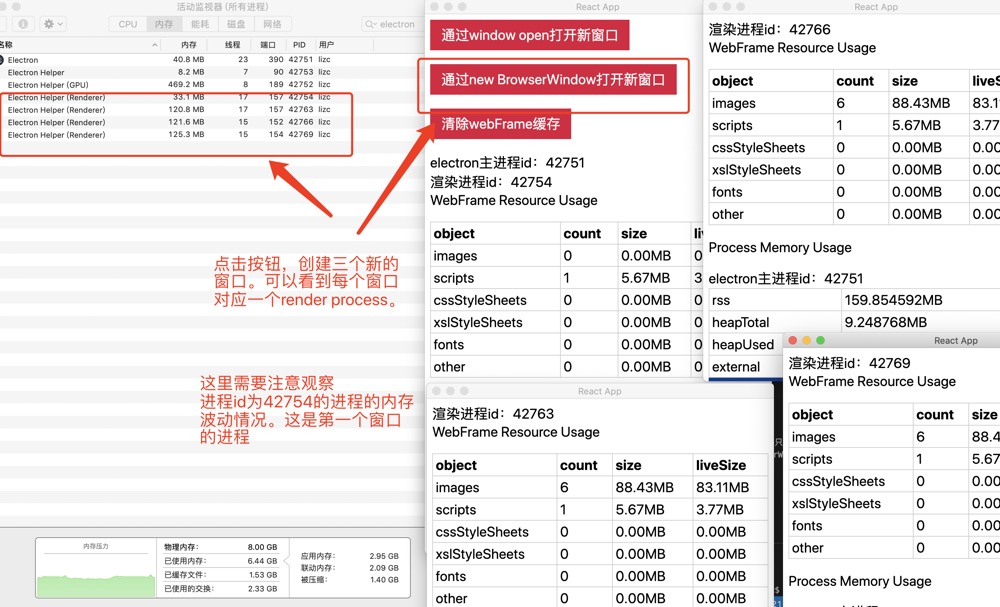 活动监视器 (所有进程)
CPU 内存 能耗 磁盘 网络 electron
名称 内存 线程 端口 PID 用户
Electron 40.8 MB 23 390 42751 lizc
Electron Helper 8.2 MB 7 90 42753 lizc
Electron Helper (GPU) 469.2 MB 8 189 42752 lizc
Electron Helper (Renderer) 33.1 MB 17 157 42754 lizc
Electron Helper (Renderer) 120.8 MB 17 157 42763 lizc
Electron Helper (Renderer) 121.6 MB 15 152 42766 lizc
Electron Helper (Renderer) 125.3 MB 15 154 42769 lizc
点击按钮，创建三个新的
窗口。可以看到每个窗口
对应一个render process。
这里需要注意观察
进程id为42754的进程的内存
波动情况。这是第一个窗口
的进程
内存压力
物理内存： 8.00 GB
已使用内存： 6.44 GB
已缓存文件： 1.53 GB
已使用的交换： 2.33 GB
应用内存： 2.95 GB
联动内存： 2.09 GB
被压缩： 1.40 GB
React App
通过window open打开新窗口
通过new BrowserWindow打开新窗口
清除webFrame缓存
electron主进程id：42751
渲染进程id：42754
WebFrame Resource Usage
object count size li
images 0 0.00MB 0
scripts 1 5.67MB 3
cssStyleSheets 0 0.00MB 0
xslStyleSheets 0 0.00MB 0
fonts 0 0.00MB 0
other 0 0.00MB 0
React App
渲染进程id：42763
WebFrame Resource Usage
object count size liveSize
images 6 88.43MB 83.11MB
scripts 1 5.67MB 3.77MB
cssStyleSheets 0 0.00MB 0.00MB
xslStyleSheets 0 0.00MB 0.00MB
fonts 0 0.00MB 0.00MB
other 0 0.00MB 0.00MB
React App
渲染进程id：42766
WebFrame Resource Usage
object count size liveS
images 6 88.43MB 83.1
scripts 1 5.67MB 3.77
cssStyleSheets 0 0.00MB 0.00
xslStyleSheets 0 0.00MB 0.00
fonts 0 0.00MB 0.00
other 0 0.00MB 0.00
Process Memory Usage
electron主进程id：42751
rss 159.854592MB
heapTotal 9.248768MB
heapUsed
external
React App
渲染进程id：42769
WebFrame Resource Usage
object count size
images 6 88.4
scripts 1 5.67
cssStyleSheets 0 0.00
xslStyleSheets 0 0.00
fonts 0 0.00
other 0 0.00
Process Memory Usage